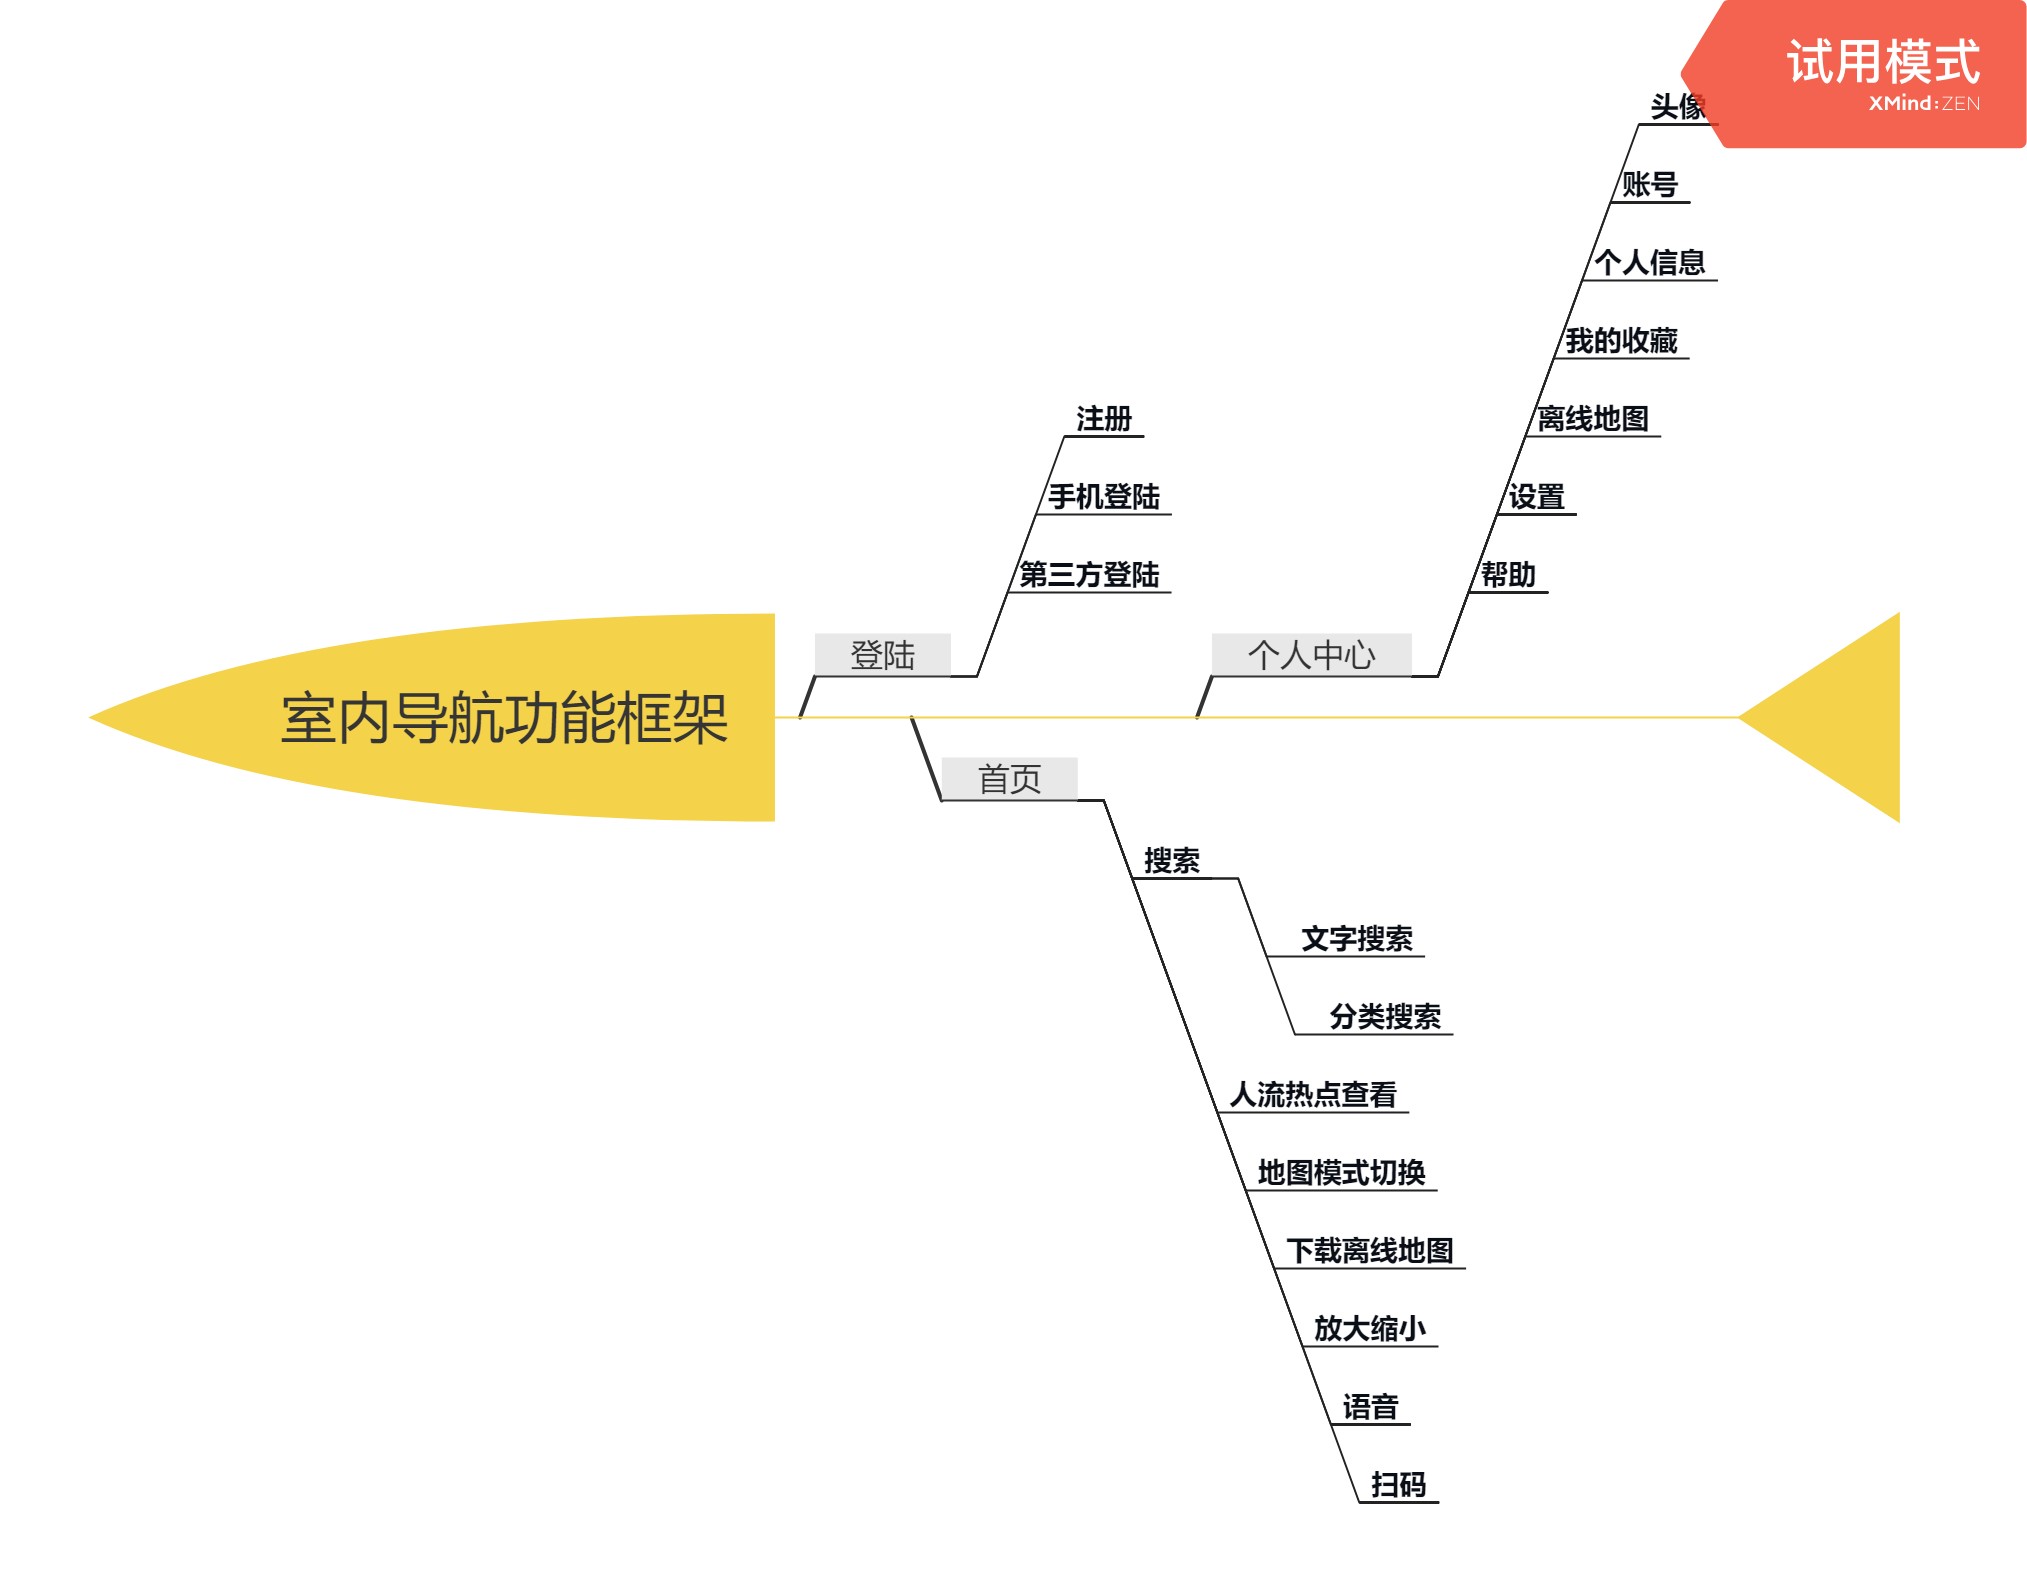 试用模式
XMind:ZEN
头像
账号
个人信息
我的收藏
离线地图
设置
帮助
注册
手机登陆
第三方登陆
登陆
个人中心
室内导航功能框架
首页
搜索
文字搜索
分类搜索
人流热点查看
地图模式切换
下载离线地图
放大缩小
语音
扫码